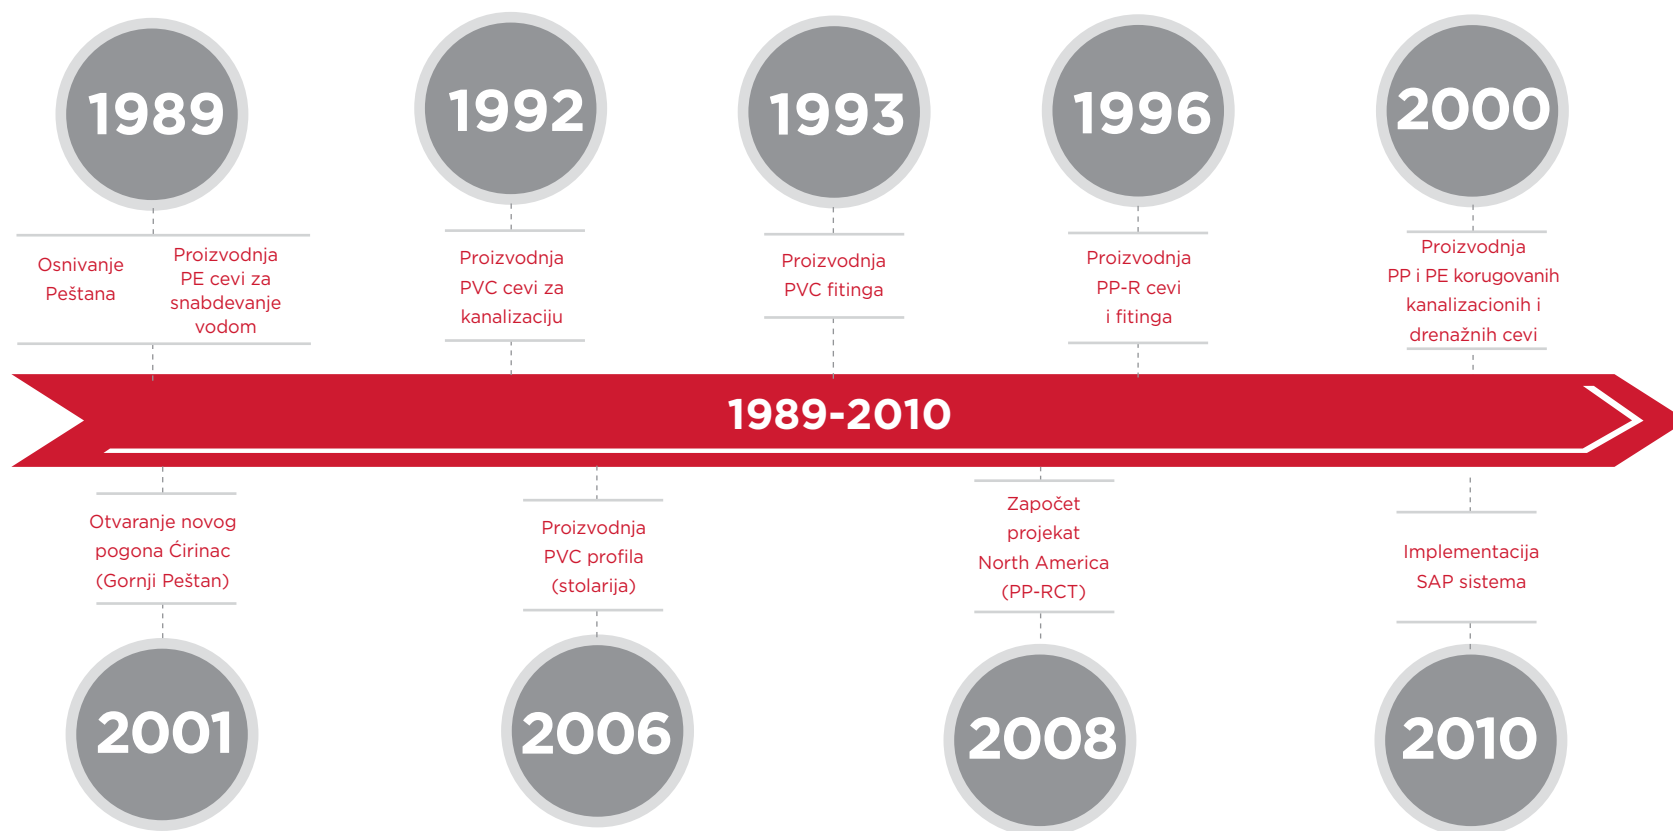 1989
Osnivanje
Peštana
Proizvodnja
PE cevi za
snabdevanje
vodom
1992
Proizvodnja
PVC cevi za
kanalizaciju
1993
Proizvodnja
PVC fitinga
1996
Proizvodnja
PP-R cevi
i fitinga
2000
Proizvodnja
PP i PE korugovanih
kanalizacionih i
drenažnih cevi
1989-2010
Otvaranje novog
pogona Ćirinac
(Gornji Peštan)
2001
Proizvodnja
PVC profila
(stolarija)
2006
Započet
projekat
North America
(PP-RCT)
2008
Implementacija
SAP sistema
2010